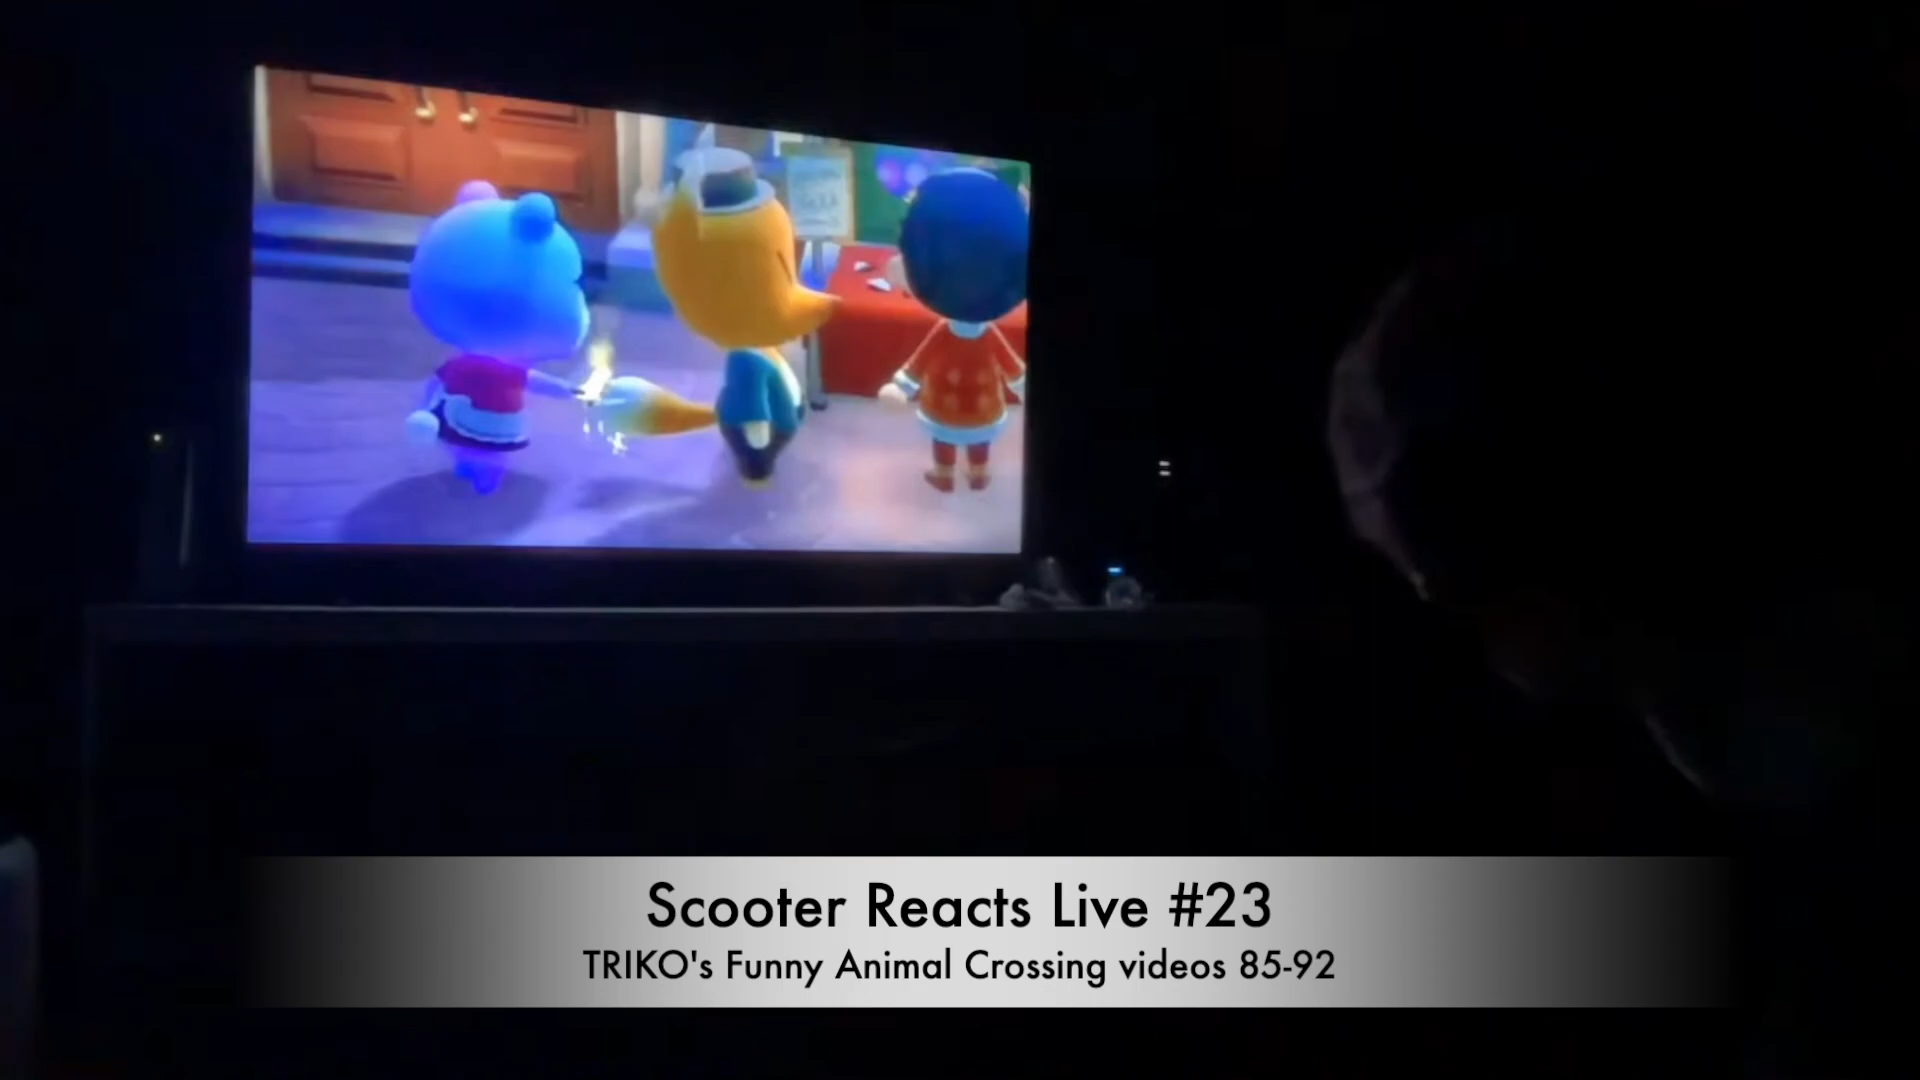 Scooter Reacts Live #23
TRIKO's Funny Animal Crossing videos 85-92